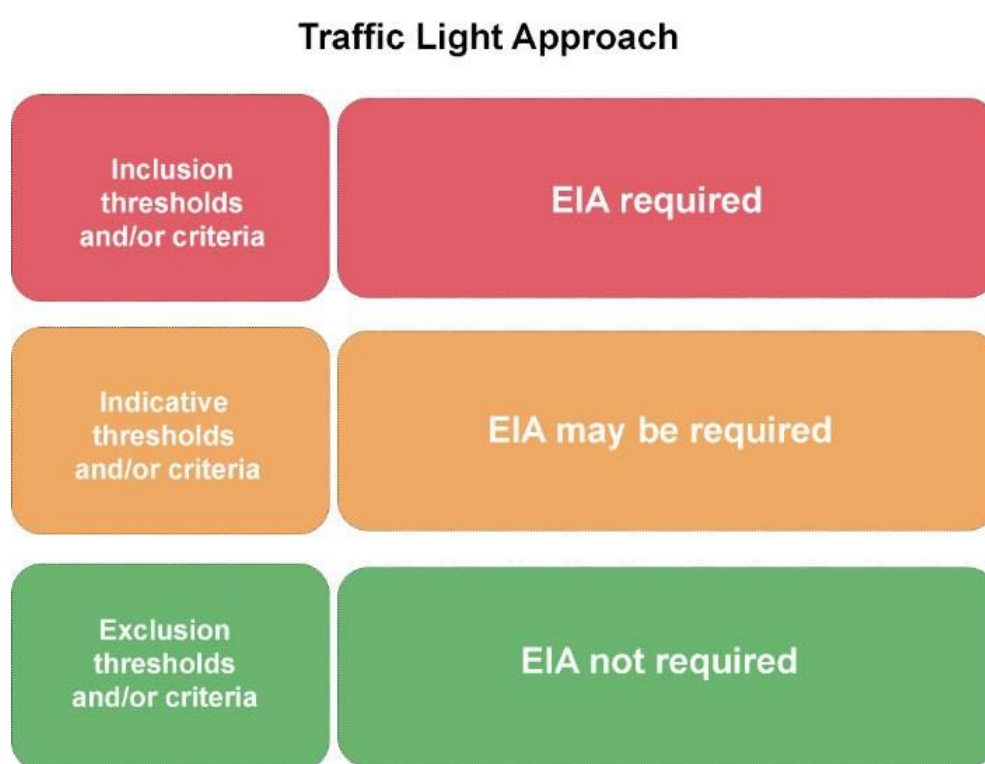 Traffic Light Approach
Inclusion
thresholds
and/or criteria
EIA required
Indicative
thresholds
and/or criteria
EIA may be required
Exclusion
thresholds
and/or criteria
EIA not required